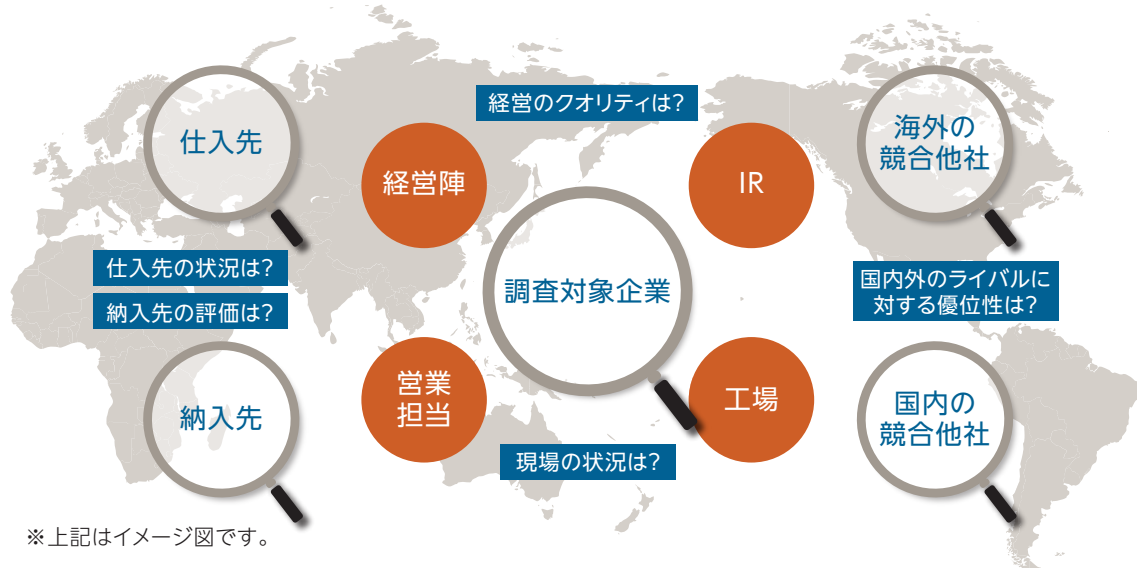 仕入先
仕入先の状況は?
納入先の評価は?
納入先
経営のクオリティは?
経営陣
IR
調査対象企業
営業
担当
工場
現場の状況は?
海外の
競合他社
国内外のライバルに
対する優位性は?
国内の
競合他社
※上記はイメージ図です。